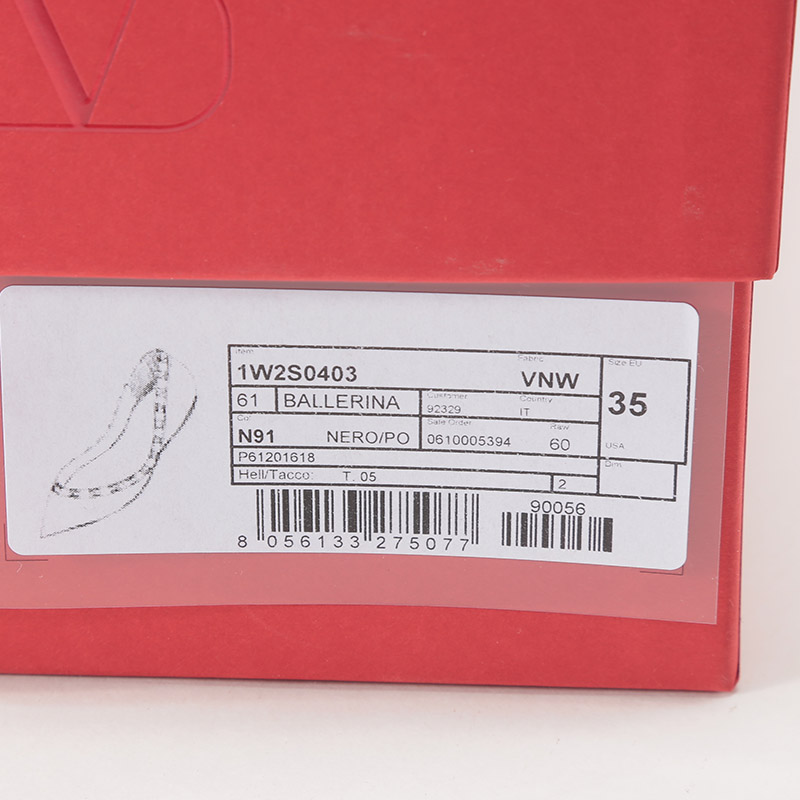 Item Fabric Size EU
1W2S0403 VNW 35
61 BALLERINA Customer 92329 Country IT
Col Sale Order Raw
N91 NERO/PO 0610005394 60 USA
P61201618 Dim.
Hell/Tacco: T. 05 2
90056
8 056133 275077